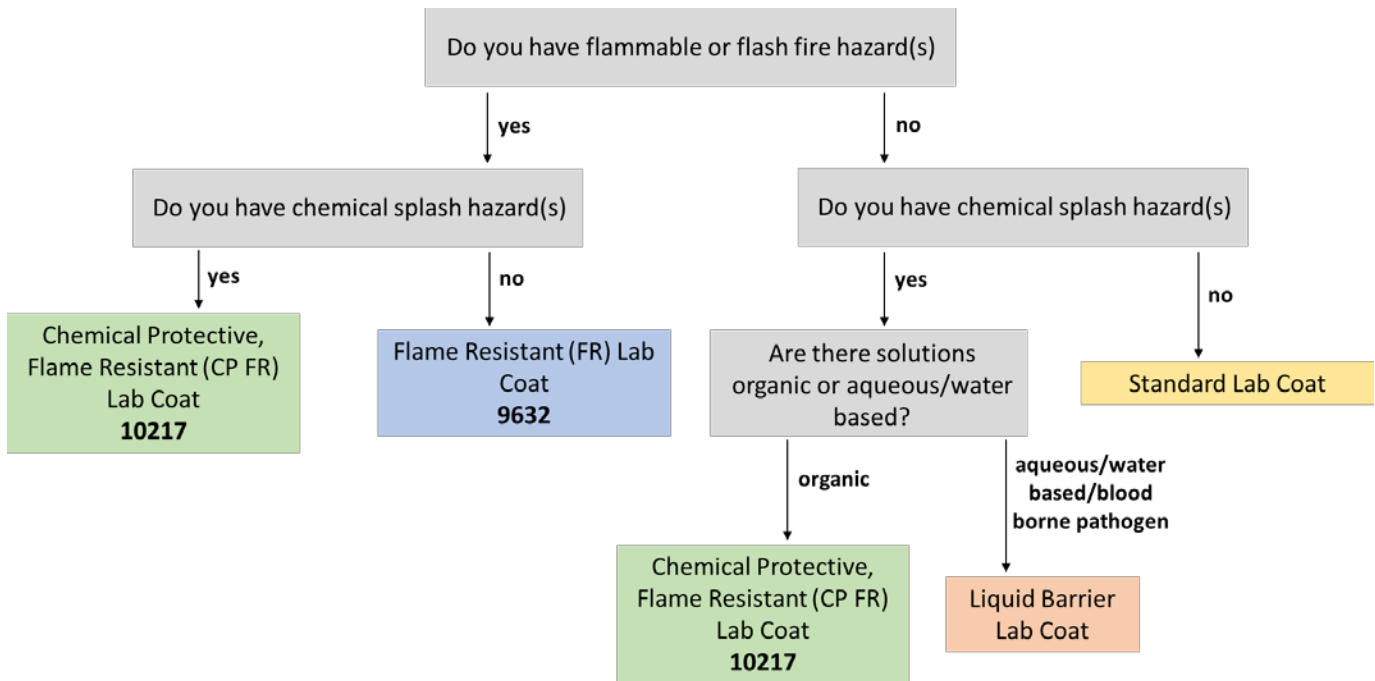 Do you have flammable or flash fire hazard(s)
yes
no
Do you have chemical splash hazard(s)
Do you have chemical splash hazard(s)
yes
no
yes
no
Chemical Protective,
Flame Resistant (CP FR)
Lab Coat
10217
Flame Resistant (FR) Lab
Coat
9632
Are there solutions
organic or aqueous/water
based?
Standard Lab Coat
organic
aqueous/water
based/blood
borne pathogen
Chemical Protective,
Flame Resistant (CP FR)
Lab Coat
10217
Liquid Barrier
Lab Coat